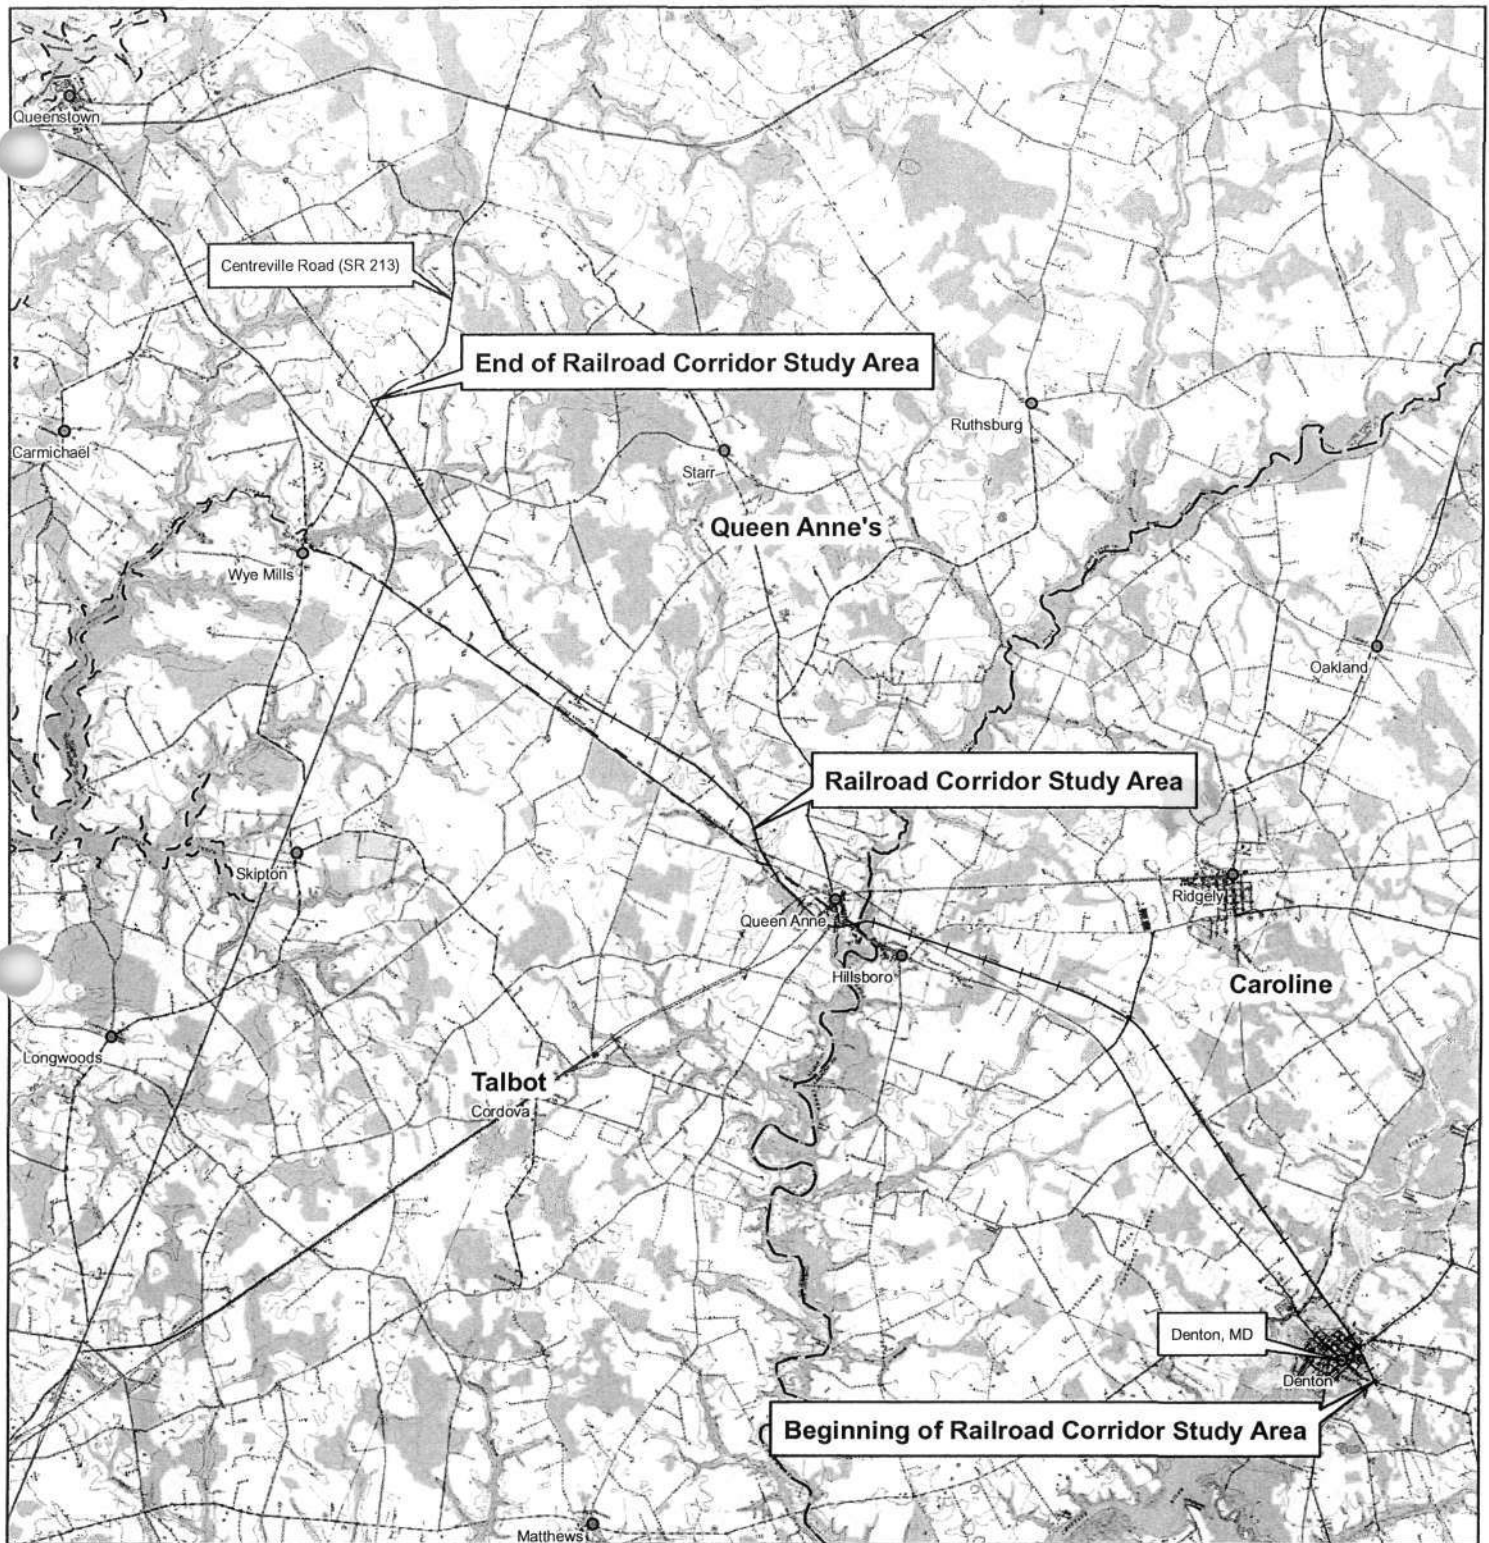 Queenstown
Centreville Road (SR 213)
End of Railroad Corridor Study Area
Ruthsburg
Carmichael
Starr
Queen Anne's
Wye Mills
Oakland
Railroad Corridor Study Area
Skipton
Ridgely
Queen Anne
Hillsboro
Caroline
Longwoods
Talbot
Cordova
Denton, MD
Denton
Beginning of Railroad Corridor Study Area
Matthews